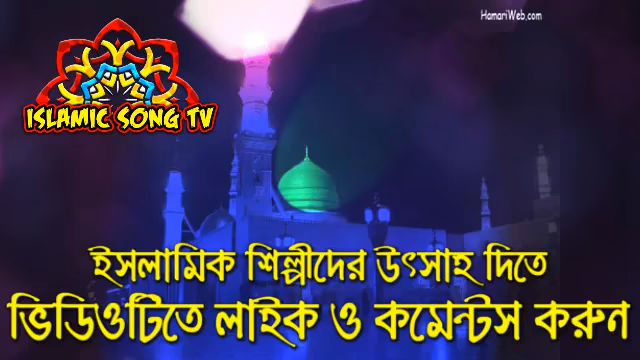 HamariWeb.com
ISLAMIC SONG TV
ইসলামিক শিল্পীদের উৎসাহ দিতে
ভিডিওটিতে লাইক ও কমেন্টস করুন